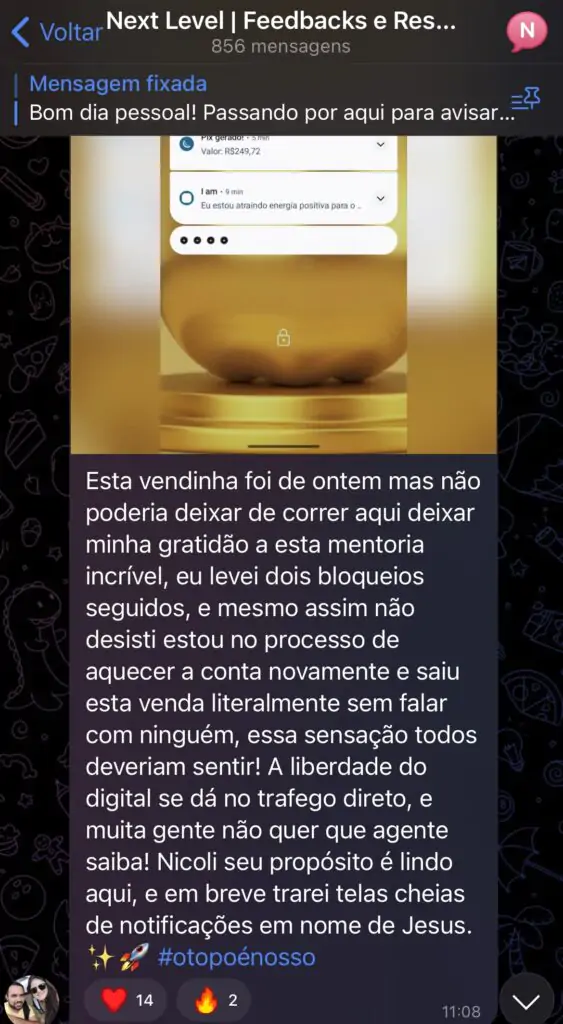 Voltar
Next Level | Feedbacks e Res...
856 mensagens
N
Mensagem fixada
Bom dia pessoal! Passando por aqui para avisar...
Pix gerado! • 5 min
Valor: R$249,72
I am • 9 min
Eu estou atraindo energia positiva para o ..
Esta vendinha foi de ontem mas não
poderia deixar de correr aqui deixar
minha gratidão a esta mentoria
incrível, eu levei dois bloqueios
seguidos, e mesmo assim não
desisti estou no processo de
aquecer a conta novamente e saiu
esta venda literalmente sem falar
com ninguém, essa sensação todos
deveriam sentir! A liberdade do
digital se dá no trafego direto, e
muita gente não quer que agente
saiba! Nicoli seu propósito é lindo
aqui, e em breve trarei telas cheias
de notificações em nome de Jesus.
✨🚀 #otopoénosso
❤️ 14 🔥 2
11:08